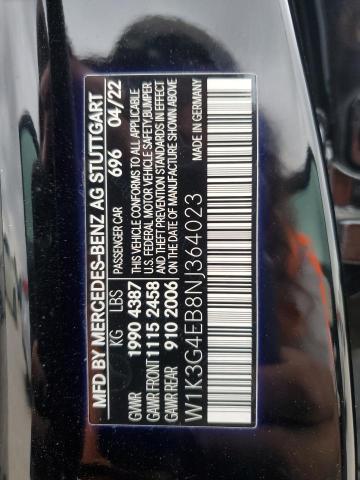 MFD BY MERCEDES-BENZ AG STUTTGART
KG LBS PASSENGER CAR 696 04/22
GVWR 1990 4387 THIS VEHICLE CONFORMS TO ALL APPLICABLE
GAWR FRONT 1115 2458 U.S. FEDERAL MOTOR VEHICLE SAFETY,BUMPER
GAWR REAR 910 2006 AND THEFT PREVENTION STANDARDS IN EFFECT
ON THE DATE OF MANUFACTURE SHOWN ABOVE
W1K3G4EB8NJ364023 MADE IN GERMANY